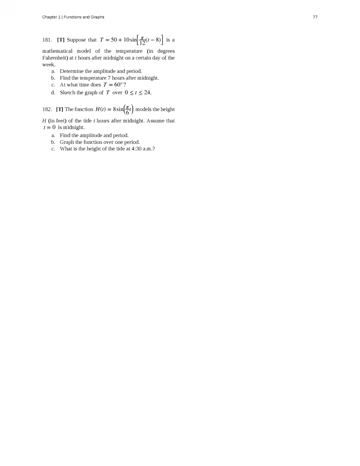 Chapter 1 | Functions and Graphs 77
181. [T] Suppose that T = 50 + 10sin[π/12(t − 8)] is a
mathematical model of the temperature (in degrees
Fahrenheit) at t hours after midnight on a certain day of the
week.
a. Determine the amplitude and period.
b. Find the temperature 7 hours after midnight.
c. At what time does T = 60°?
d. Sketch the graph of T over 0 ≤ t ≤ 24.
182. [T] The function H(t) = 8sin(π/6 t) models the height
H (in feet) of the tide t hours after midnight. Assume that
t = 0 is midnight.
a. Find the amplitude and period.
b. Graph the function over one period.
c. What is the height of the tide at 4:30 a.m.?